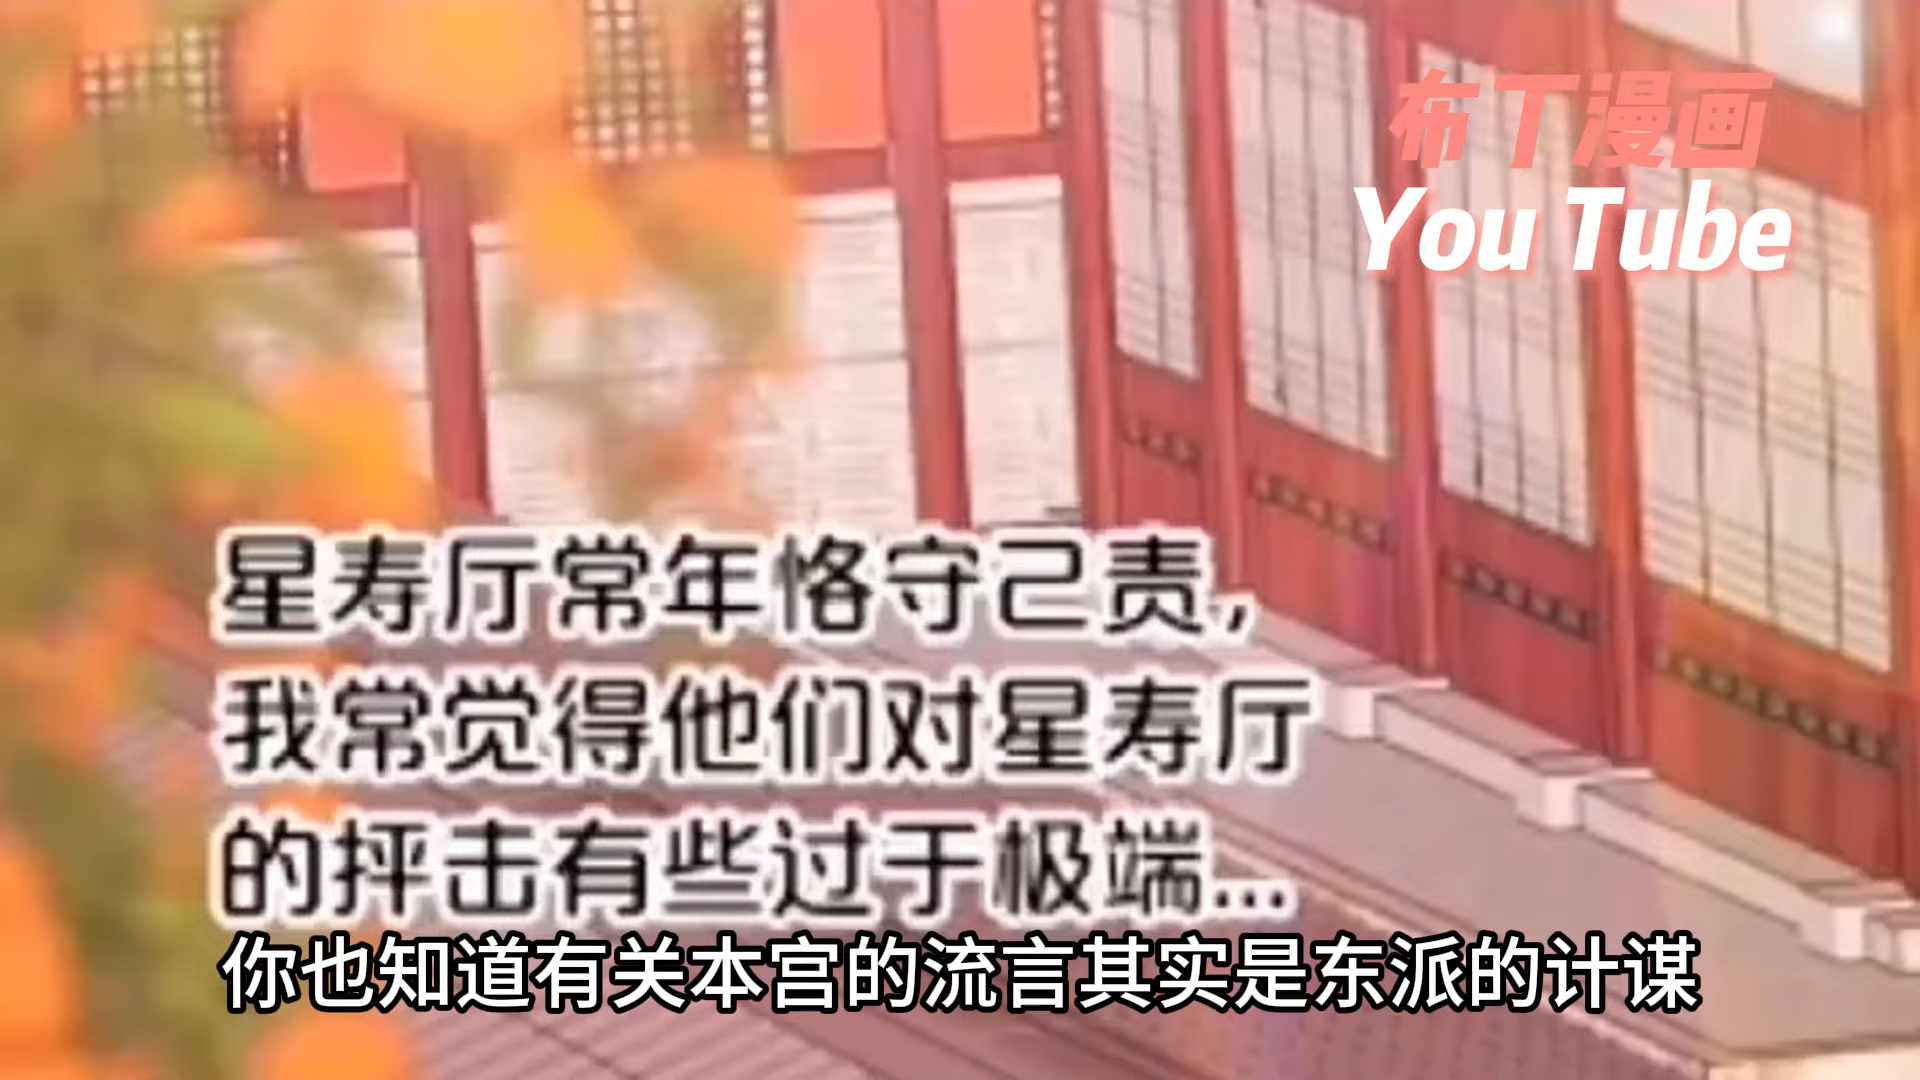 布丁漫画
You Tube
星寿厅常年恪守己责，
我常觉得他们对星寿厅
的抨击有些过于极端...
你也知道有关本宫的流言其实是东派的计谋